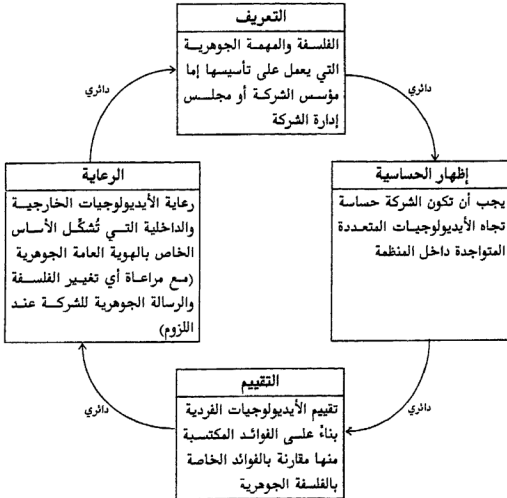 التعريف
الفلسفة والمهمة الجوهرية
التي يعمل على تأسيسها إما
مؤسس الشركة أو مجلس
إدارة الشركة
دائري
دائري
إظهار الحساسية
يجب أن تكون الشركة حساسة
تجاه الأيديولوجيات المتعددة
المتواجدة داخل المنظمة
الرعاية
رعاية الأيديولوجيات الخارجية
والداخلية التي تُشكِّل الأساس
الخاص بالهوية العامة الجوهرية
(مع مراعاة أي تغيير الفلسفة
والرسالة الجوهرية للشركة عند
اللزوم)
دائري
دائري
التقييم
تقييم الأيديولوجيات الفردية
بناءً على الفوائد المكتسبة
منها مقارنة بالفوائد الخاصة
بالفلسفة الجوهرية